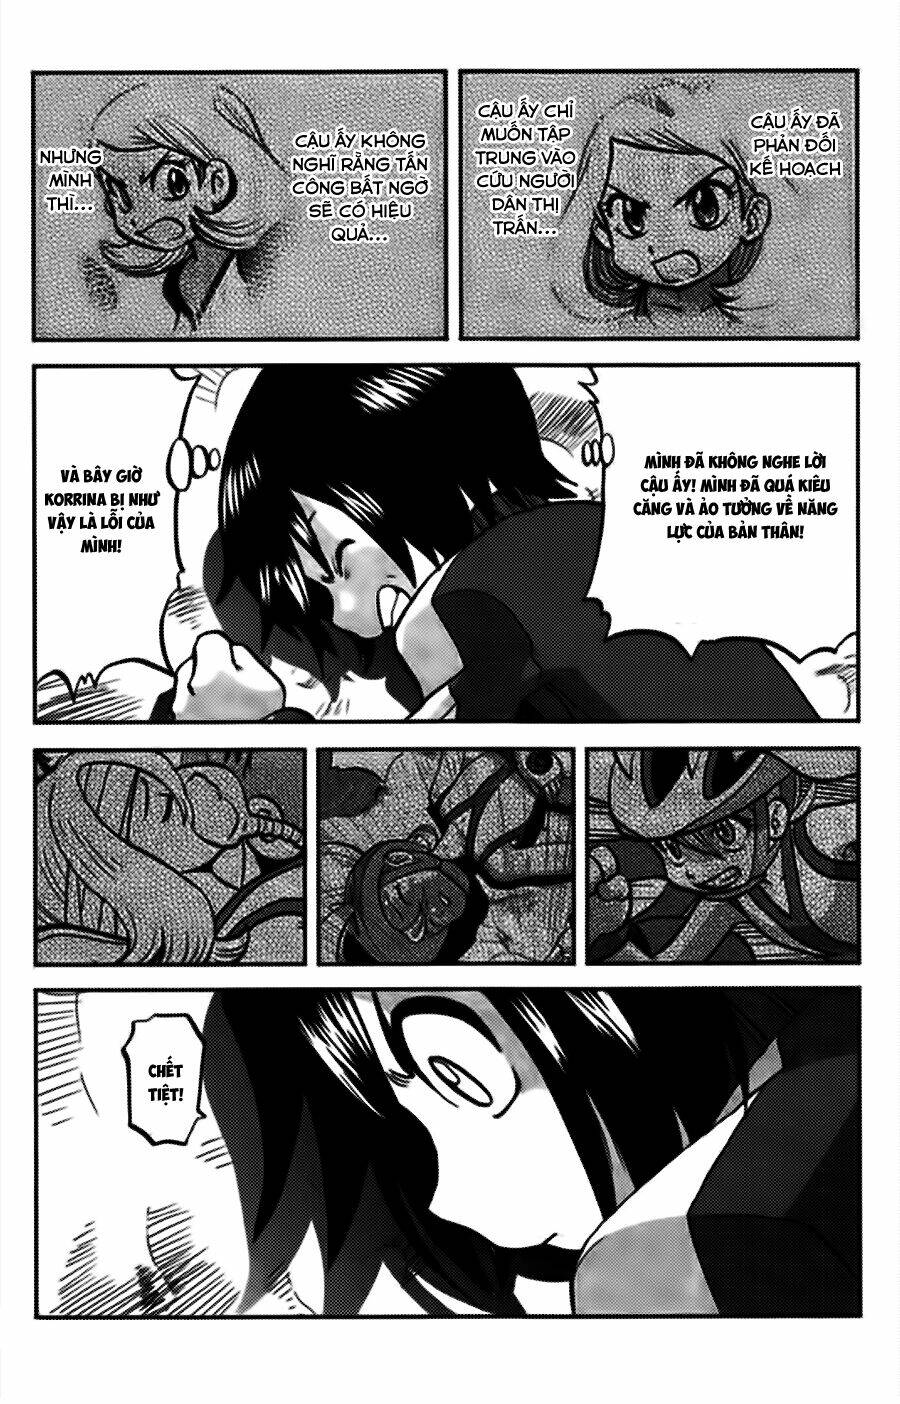 CẬU ẤY ĐÃ
PHẢN ĐỐI
KẾ HOẠCH
CẬU ẤY CHỈ
MUỐN TẬP
TRUNG VÀO
CỨU NGƯỜI
DÂN THỊ
TRẤN...
CẬU ẤY KHÔNG
NGHĨ RẰNG TẤN
CÔNG BẤT NGỜ
SẼ CÓ HIỆU
QUẢ...
NHƯNG
MÌNH
THÌ...
MÌNH ĐÃ KHÔNG NGHE LỜI
CẬU ẤY! MÌNH ĐÃ QUÁ KIÊU
CĂNG VÀ ẢO TƯỞNG VỀ NĂNG
LỰC CỦA BẢN THÂN!
VÀ BÂY GIỜ
KORRINA BỊ NHƯ
VẬY LÀ LỖI CỦA
MÌNH!
CHẾT
TIỆT!